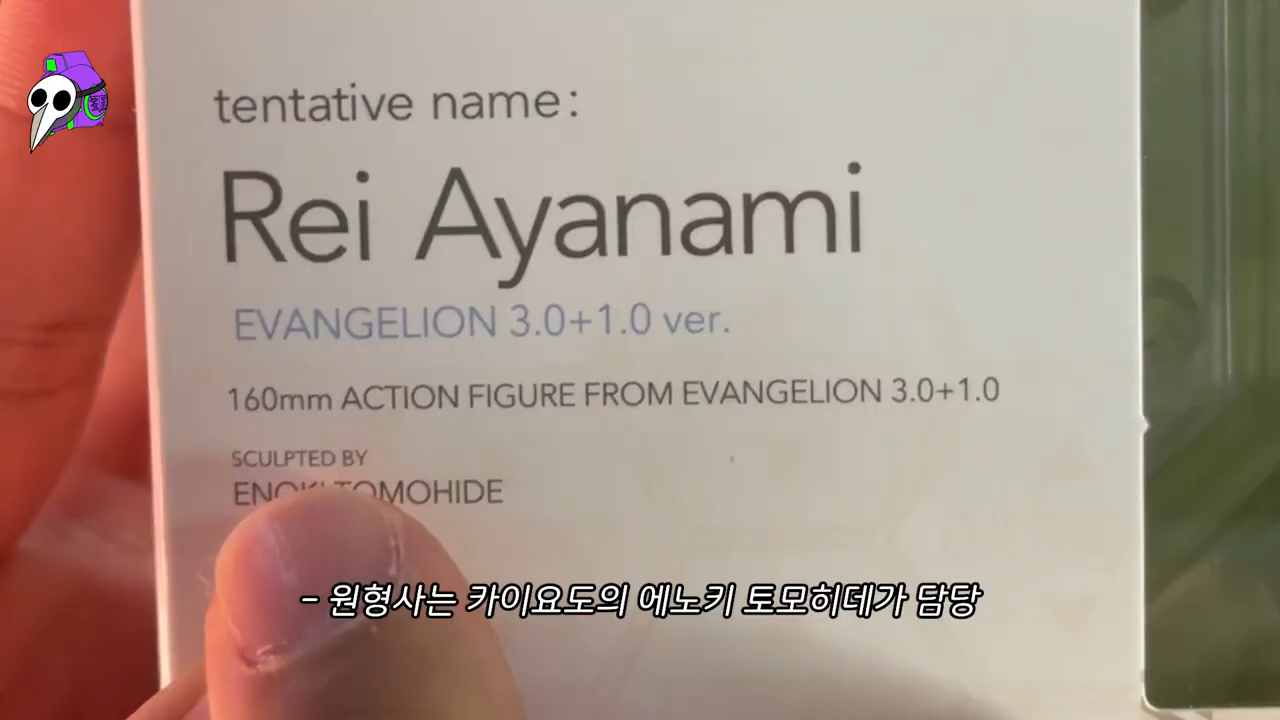 tentative name:
Rei Ayanami
EVANGELION 3.0+1.0 ver.
160mm ACTION FIGURE FROM EVANGELION 3.0+1.0
SCULPTED BY
ENOKI TOMOHIDE
- 원형사는 카이요도의 에노키 토모히데가 담당